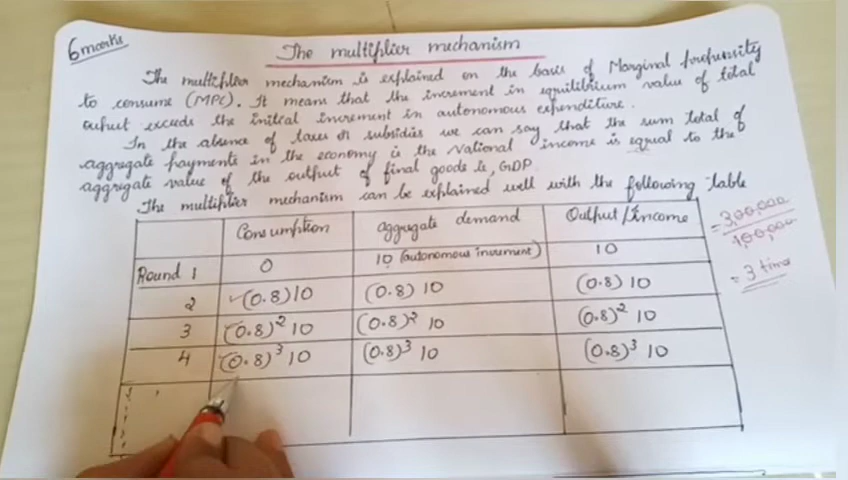 6 marks
The multiplier mechanism
The multiplier mechanism is explained on the basis of Marginal propensity
to consume (MPC). It means that the increment in equilibrium value of total
output exceeds the initial increment in autonomous expenditure.
In the absence of taxes or subsidies we can say that the sum total of
aggregate payments in the economy ie the National income is equal to the
aggregate value of the output of final goods ie, GDP.
The multiplier mechanism can be explained well with the following table
Consumption aggregate demand Output/Income
Round 1 0 10 (autonomous increment) 10
2 (0.8)10 (0.8) 10 (0.8) 10
3 (0.8)² 10 (0.8)² 10 (0.8)² 10
4 (0.8)³ 10 (0.8)³ 10 (0.8)³ 10
= 3,00,000
1,00,000
= 3 time